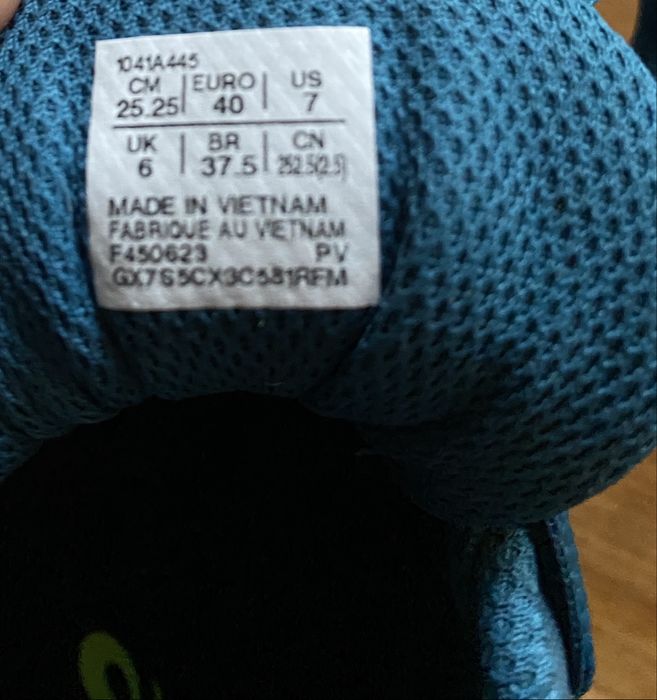 1041A445
CM | EURO | US
25.25 | 40 | 7
UK | BR | CN
6 | 37.5 | 252.5(2.5)
MADE IN VIETNAM
FABRIQUE AU VIETNAM
F450623 PV
GX7S5CX3C581RFM